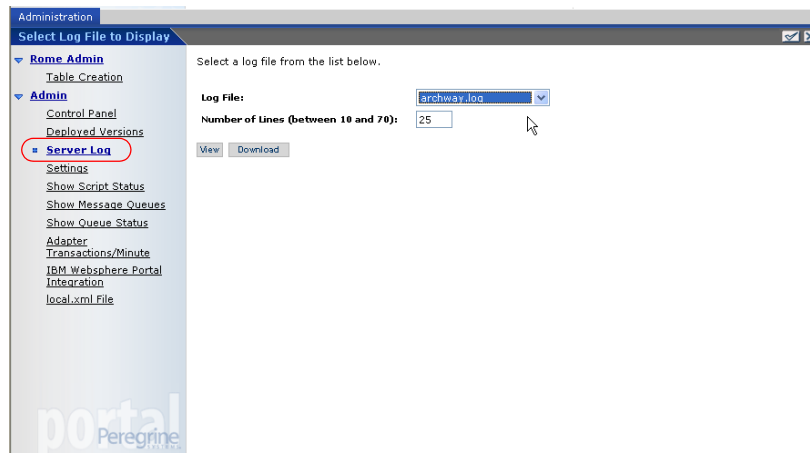 Administration
Select Log File to Display
Rome Admin
Table Creation
Admin
Control Panel
Deployed Versions
Server Log
Settings
Show Script Status
Show Message Queues
Show Queue Status
Adapter
Transactions/Minute
IBM Websphere Portal
Integration
local.xml File
Select a log file from the list below.
Log File: archway.log
Number of Lines (between 10 and 70): 25
View Download
portal
Peregrine